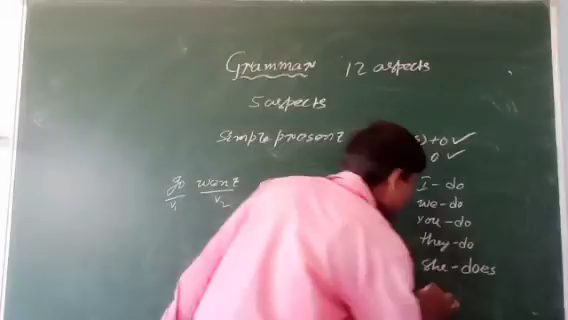 Grammar 12 aspects
5 aspects
Simple present s) + O ✓
O ✓
go went
V1 V2
I - do
we - do
you - do
they - do
she - does